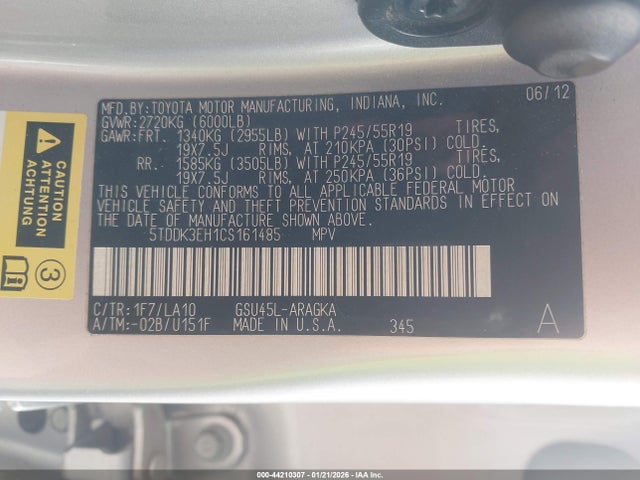 MFD.BY:TOYOTA MOTOR MANUFACTURING, INDIANA, INC. 06/12
GVWR:2720KG (6000LB)
GAWR:FRT. 1340KG (2955LB) WITH P245/55R19 TIRES,
19X7.5J RIMS, AT 210KPA (30PSI) COLD.
RR. 1585KG (3505LB) WITH P245/55R19 TIRES,
19X7.5J RIMS, AT 250KPA (36PSI) COLD.
THIS VEHICLE CONFORMS TO ALL APPLICABLE FEDERAL MOTOR
VEHICLE SAFETY AND THEFT PREVENTION STANDARDS IN EFFECT ON
THE DATE OF MANUFACTURE SHOWN ABOVE.
5TDDK3EH1CS161485 MPV
C/TR:1F7/LA10 GSU45L-ARAGKA
A/TM:-02B/U151F MADE IN U.S.A. 345 A
CAUTION
ATTENTION
ACHTUNG
3
000-44210307 - 01/21/2026 - IAAI Inc.